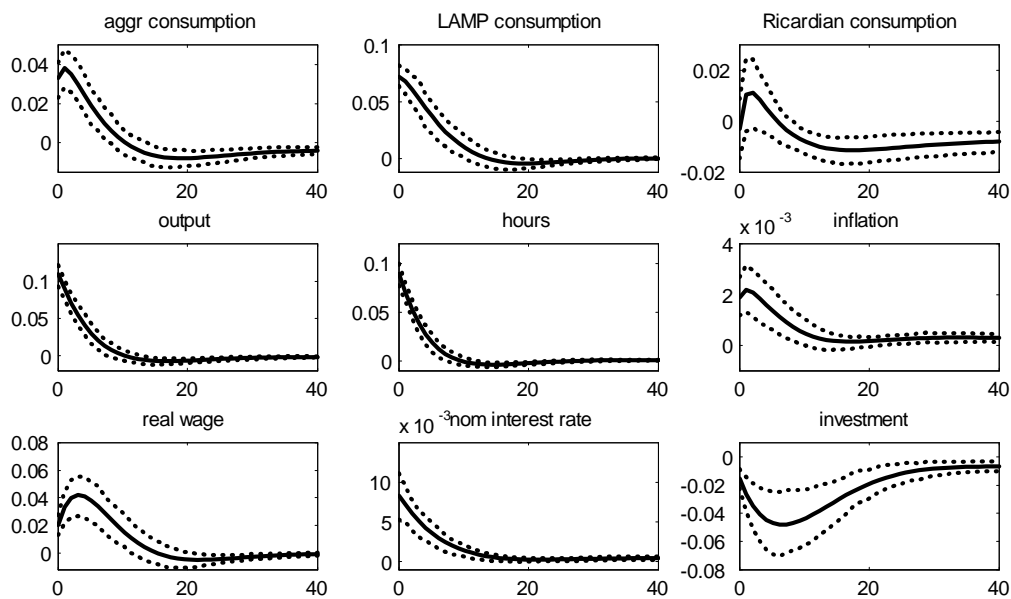 aggr consumption
LAMP consumption
Ricardian consumption
0.04
0.02
0
0 20 40
0.1
0.05
0
0 20 40
0.02
0
-0.02
0 20 40
output
hours
inflation
0.1
0.05
0
0 20 40
0.1
0.05
0
0 20 40
x 10 -3
4
2
0
0 20 40
real wage
nom interest rate
investment
0.08
0.06
0.04
0.02
0
0 20 40
x 10 -3
10
5
0
0 20 40
0
-0.02
-0.04
-0.06
-0.08
0 20 40